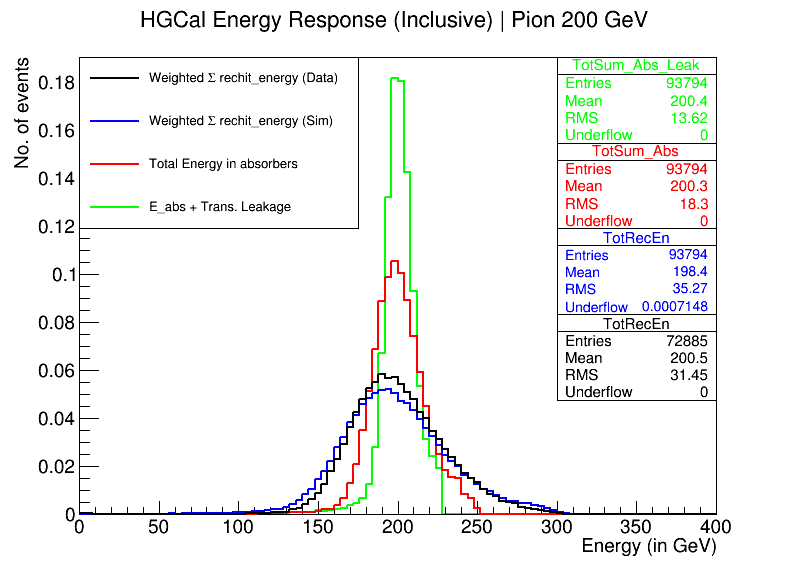 HGCal Energy Response (Inclusive) | Pion 200 GeV
No. of events
Weighted Σ rechit_energy (Data)
Weighted Σ rechit_energy (Sim)
Total Energy in absorbers
E_abs + Trans. Leakage
TotSum_Abs_Leak
Entries 93794
Mean 200.4
RMS 13.62
Underflow 0
TotSum_Abs
Entries 93794
Mean 200.3
RMS 18.3
Underflow 0
TotRecEn
Entries 93794
Mean 198.4
RMS 35.27
Underflow 0.0007148
TotRecEn
Entries 72885
Mean 200.5
RMS 31.45
Underflow 0
0.18
0.16
0.14
0.12
0.1
0.08
0.06
0.04
0.02
0
0 50 100 150 200 250 300 350 400
Energy (in GeV)